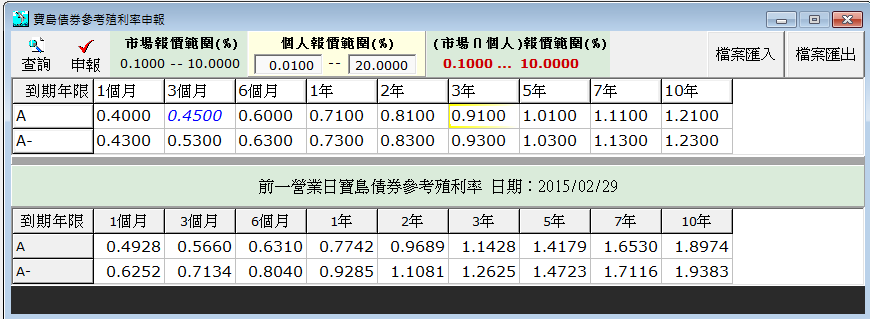 寶島債券參考殖利率申報
查詢 申報 市場報價範圍(%) 個人報價範圍(%) (市場∩個人)報價範圍(%) 檔案匯入 檔案匯出
0.1000 -- 10.0000 0.0100 -- 20.0000 0.1000 ... 10.0000
到期年限 1個月 3個月 6個月 1年 2年 3年 5年 7年 10年
A 0.4000 0.4500 0.6000 0.7100 0.8100 0.9100 1.0100 1.1100 1.2100
A- 0.4300 0.5300 0.6300 0.7300 0.8300 0.9300 1.0300 1.1300 1.2300
前一營業日寶島債券參考殖利率 日期：2015/02/29
到期年限 1個月 3個月 6個月 1年 2年 3年 5年 7年 10年
A 0.4928 0.5660 0.6310 0.7742 0.9689 1.1428 1.4179 1.6530 1.8974
A- 0.6252 0.7134 0.8040 0.9285 1.1081 1.2625 1.4723 1.7116 1.9383